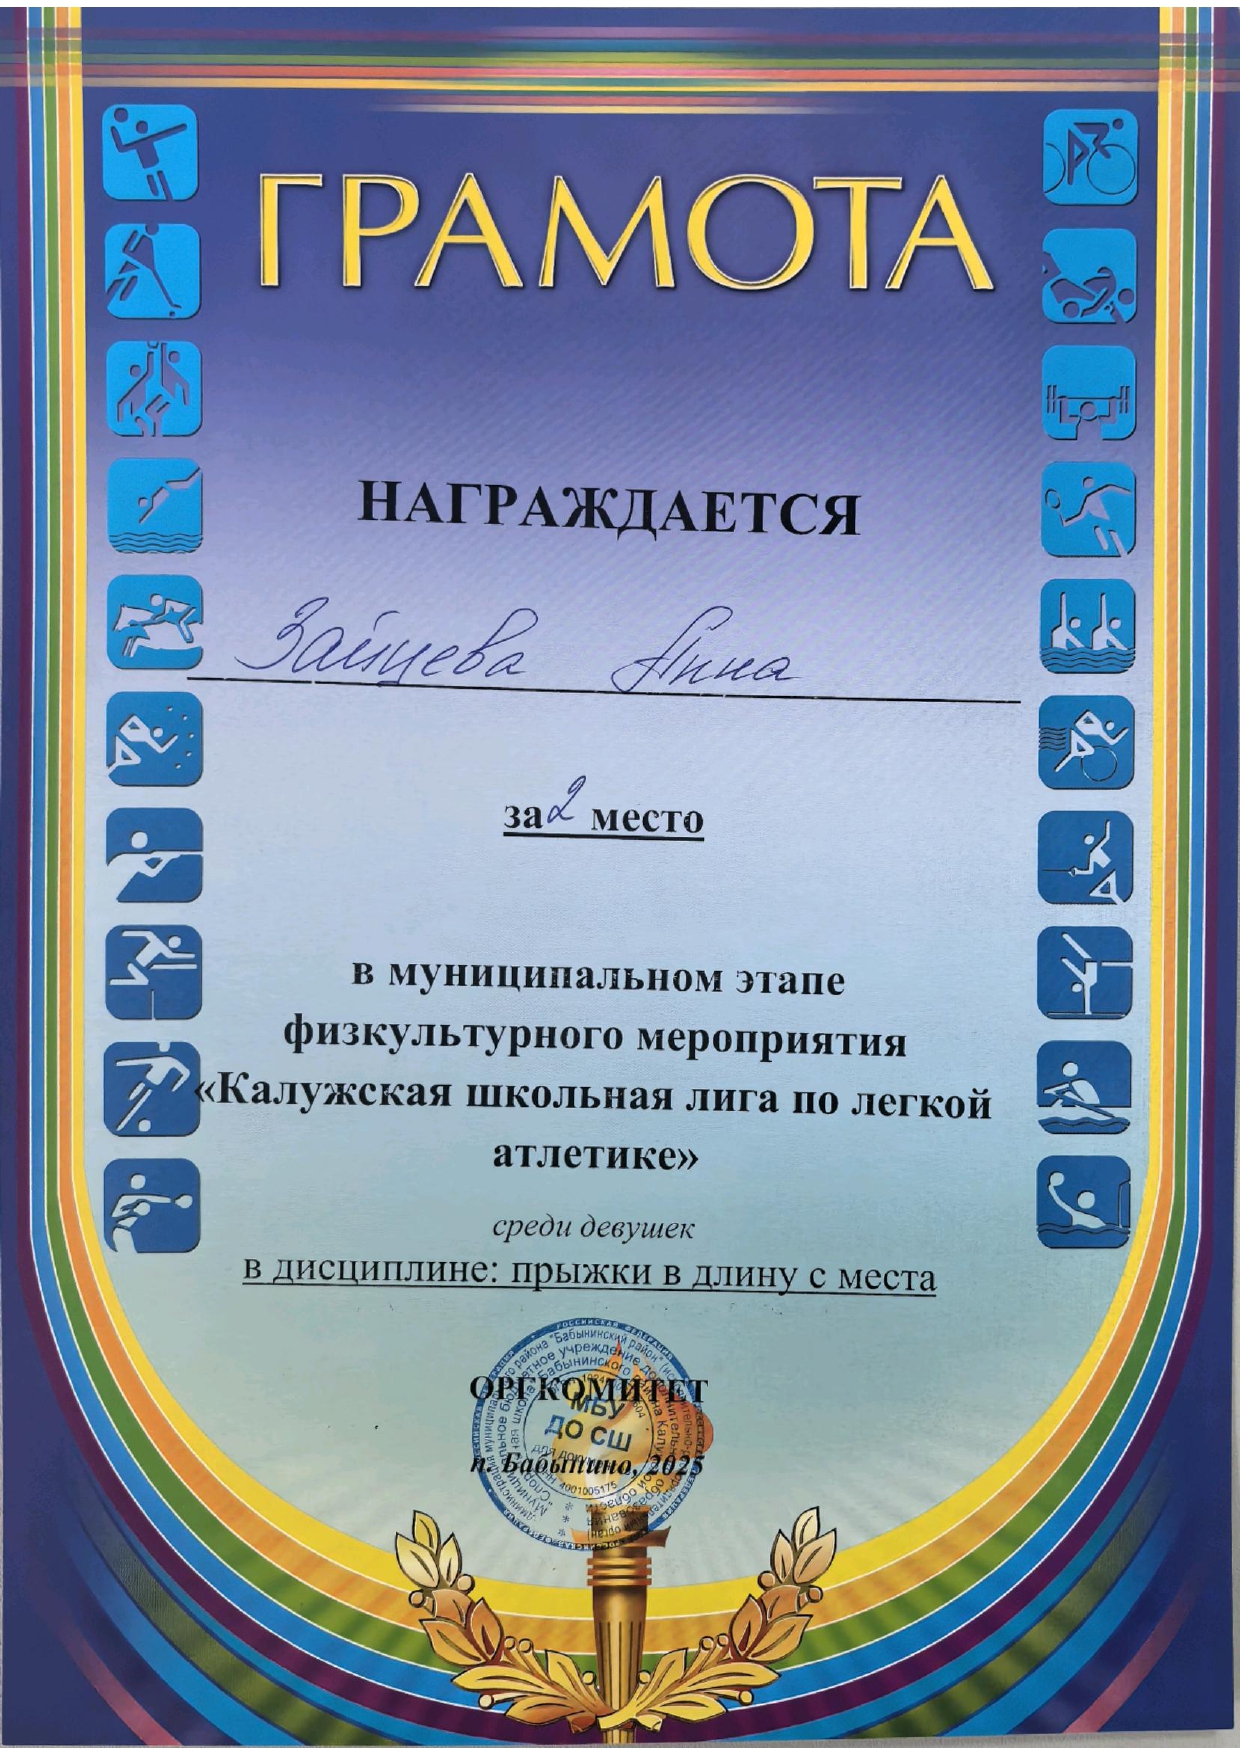 ГРАМОТА
НАГРАЖДАЕТСЯ
Зайцева Анна
за 2 место
в муниципальном этапе
физкультурного мероприятия
«Калужская школьная лига по легкой
атлетике»
среди девушек
в дисциплине: прыжки в длину с места
ОРГКОМИТЕТ
МБУ
ДО СШ
п. Бабынино, 2025
4001005175